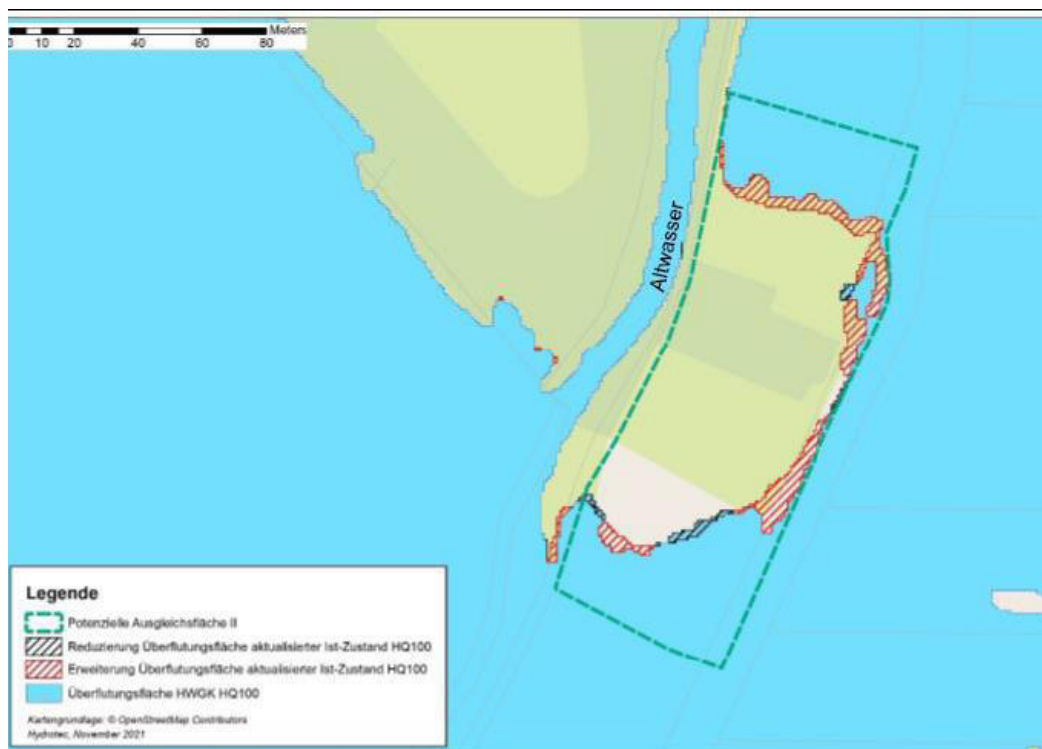 Meters
0 10 20 40 60 80
Altwasser
Legende
Potenzielle Ausgleichsfläche II
Reduzierung Überflutungsfläche aktualisierter Ist-Zustand HQ100
Erweiterung Überflutungsfläche aktualisierter Ist-Zustand HQ100
Überflutungsfläche HWGK HQ100
Kartengrundlage: © OpenStreetMap Contributors
Hydrotec, November 2021